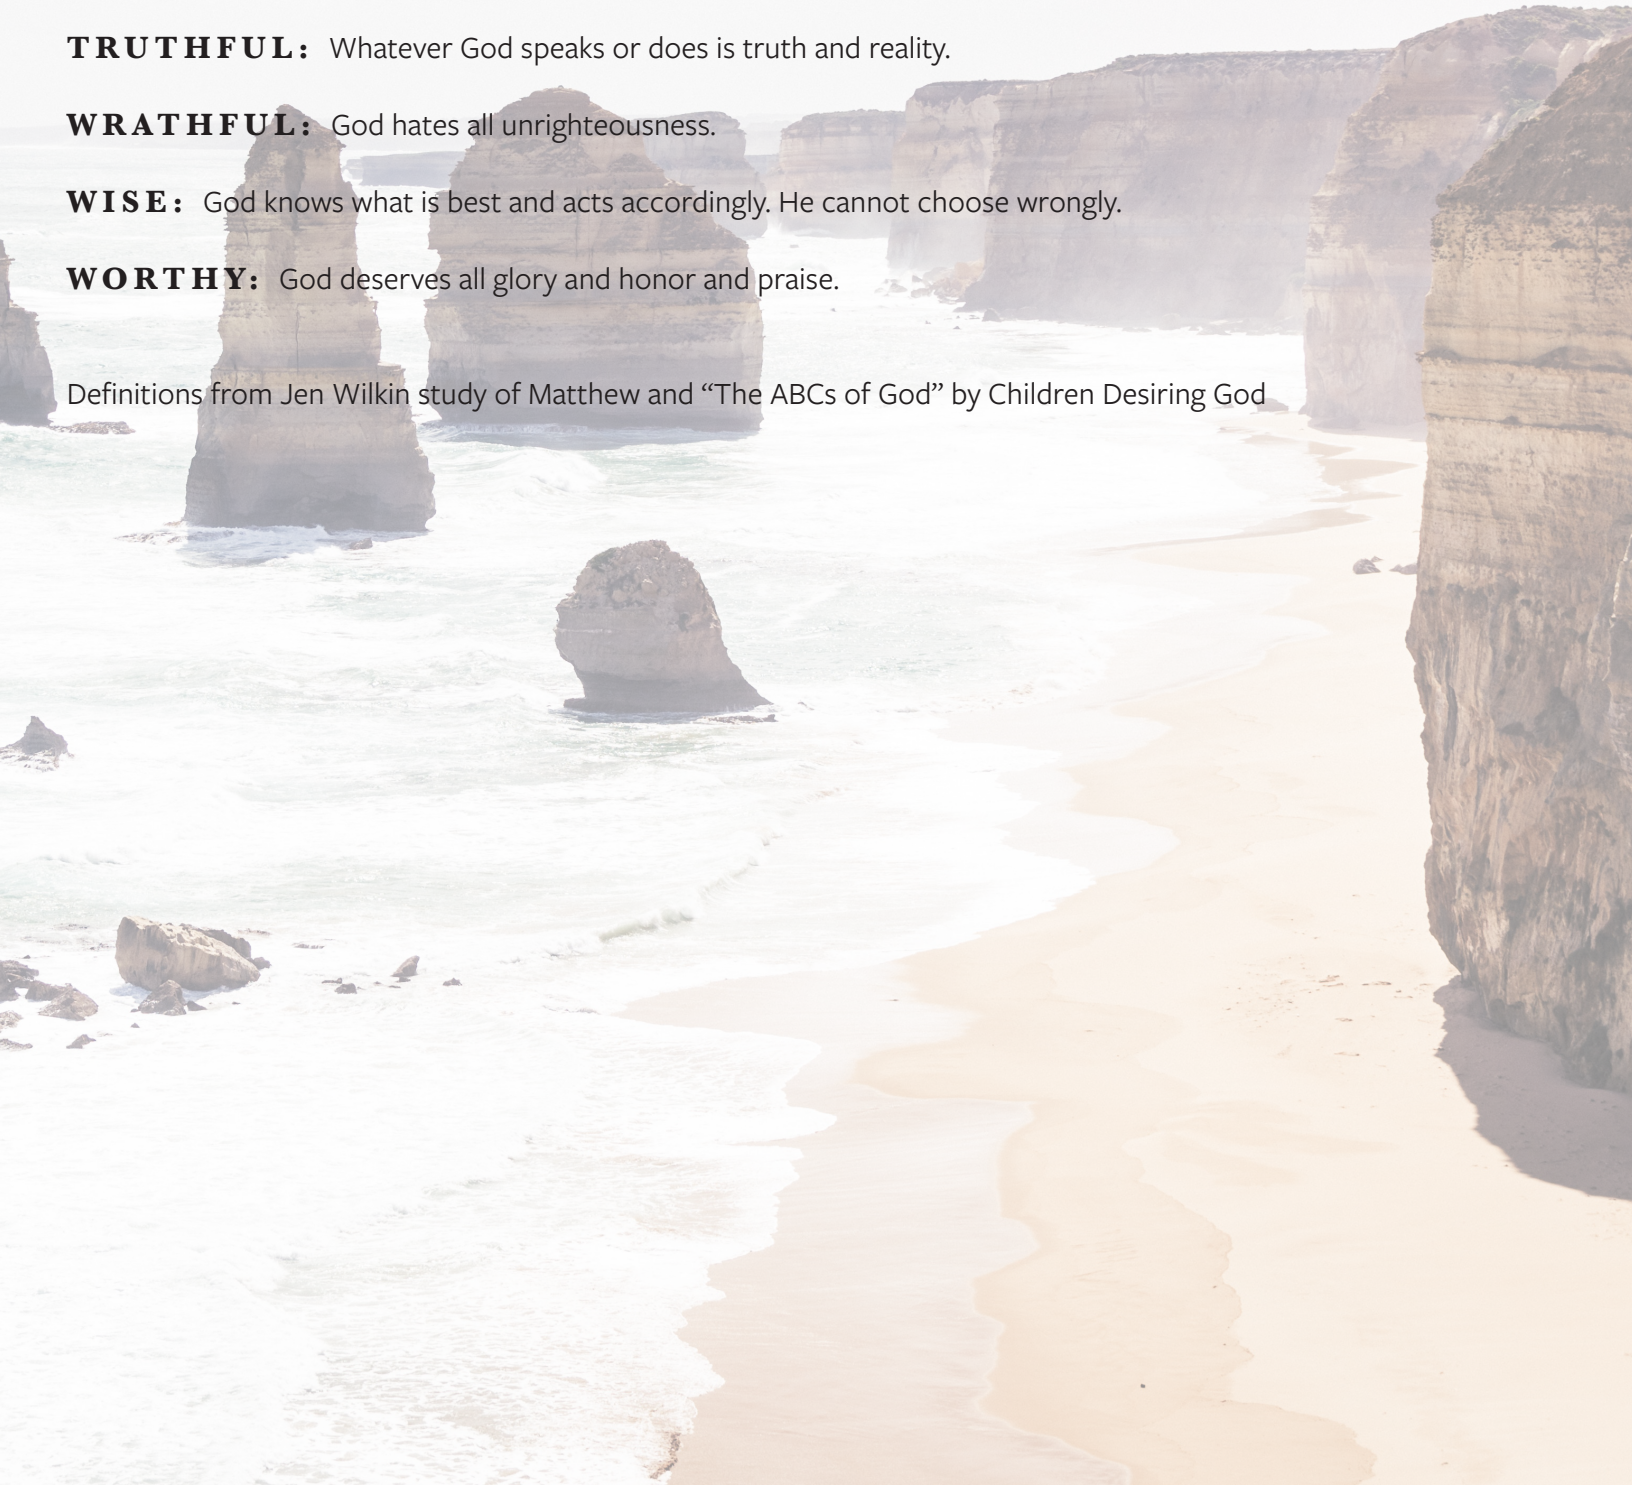 TRUTHFUL: Whatever God speaks or does is truth and reality.
WRATHFUL: God hates all unrighteousness.
WISE: God knows what is best and acts accordingly. He cannot choose wrongly.
WORTHY: God deserves all glory and honor and praise.
Definitions from Jen Wilkin study of Matthew and “The ABCs of God” by Children Desiring God